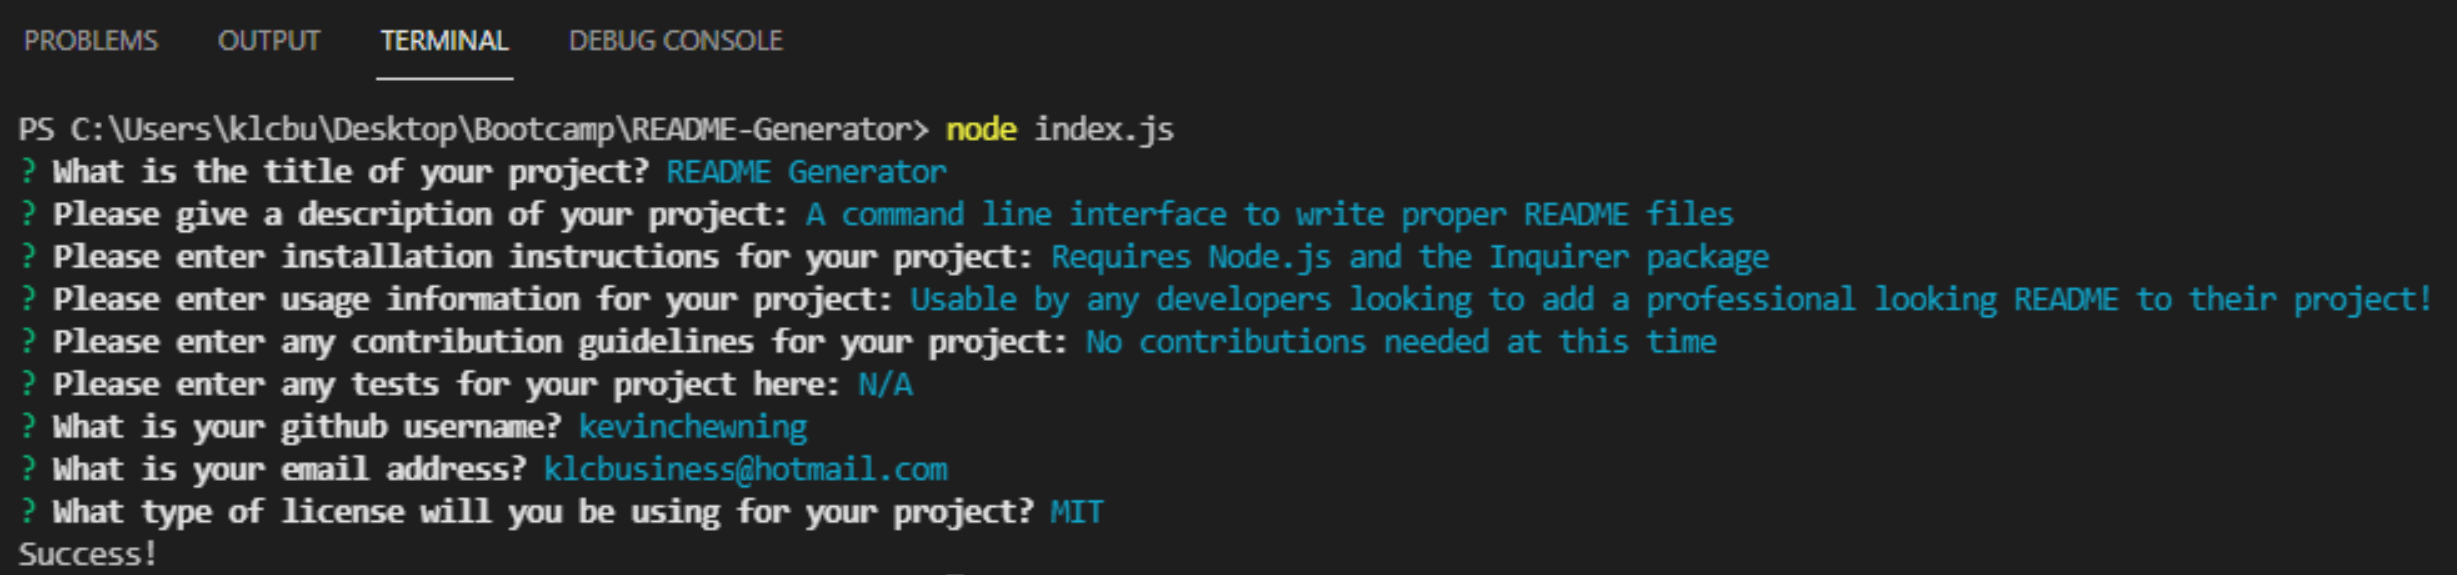 PROBLEMS OUTPUT TERMINAL DEBUG CONSOLE
PS C:\Users\klcbu\Desktop\Bootcamp\README-Generator> node index.js
? What is the title of your project? README Generator
? Please give a description of your project: A command line interface to write proper README files
? Please enter installation instructions for your project: Requires Node.js and the Inquirer package
? Please enter usage information for your project: Usable by any developers looking to add a professional looking README to their project!
? Please enter any contribution guidelines for your project: No contributions needed at this time
? Please enter any tests for your project here: N/A
? What is your github username? kevinchewning
? What is your email address? klcbusiness@hotmail.com
? What type of license will you be using for your project? MIT
Success!